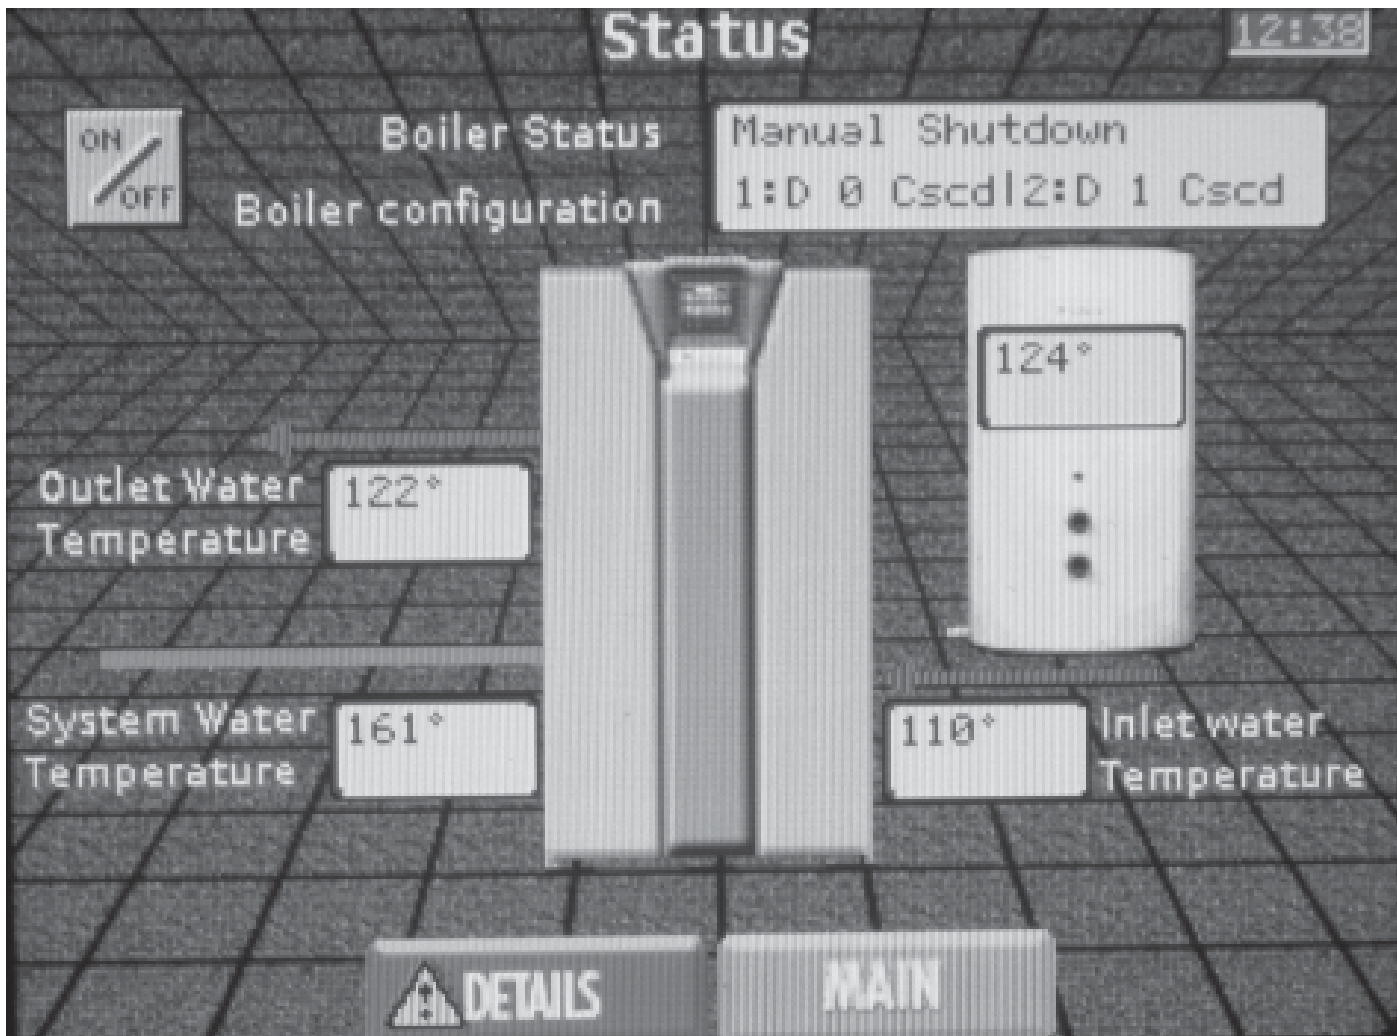 Status
12:38
ON
OFF
Boiler Status
Manual Shutdown
Boiler configuration
1:D 0 Cscd|2:D 1 Cscd
124°
Outlet Water
Temperature
122°
System Water
Temperature
161°
110°
Inlet water
Temperature
DETAILS
MAIN